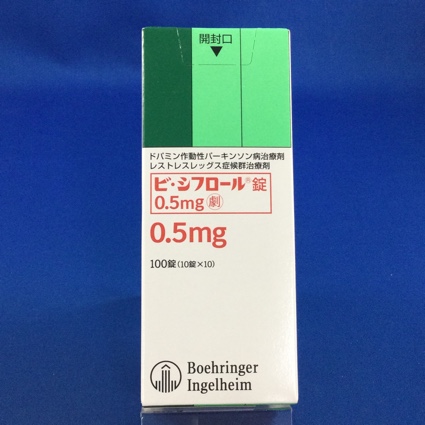 開封口
ドパミン作動性パーキンソン病治療剤
レストレスレッグス症候群治療剤
ビ・シフロール®錠
0.5mg 劇
0.5mg
100錠(10錠×10)
Boehringer
Ingelheim